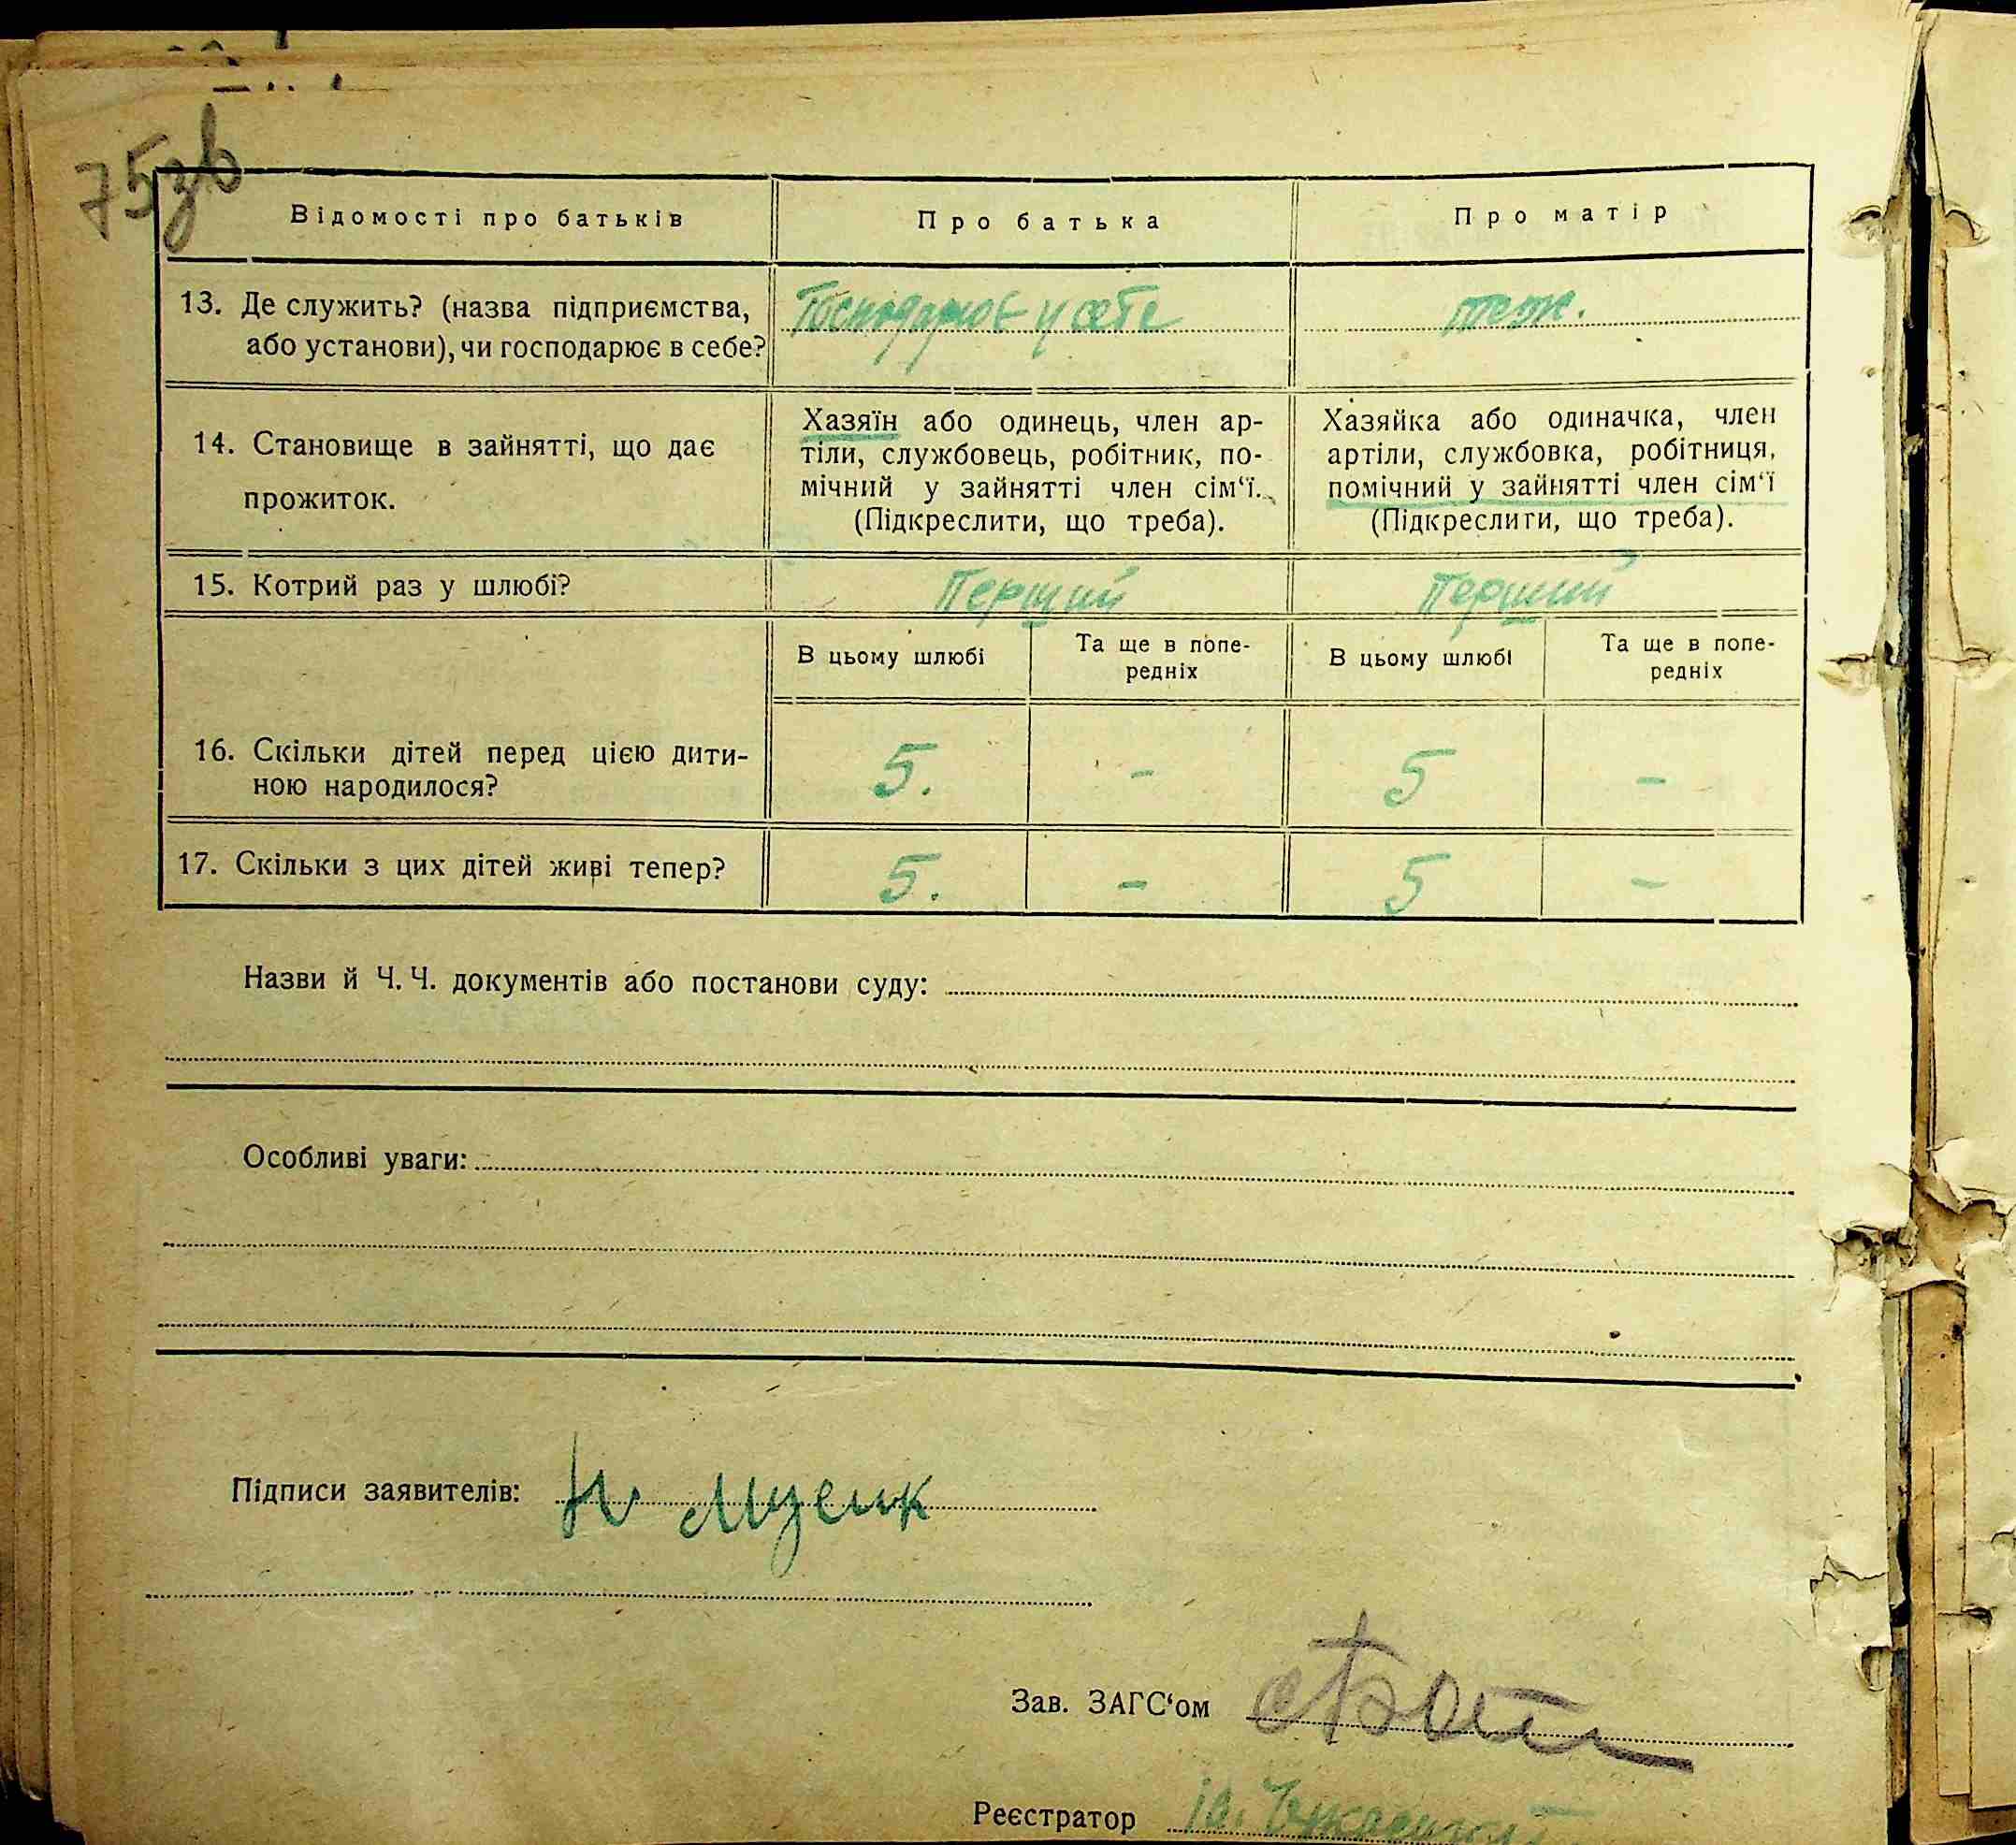 75зв
Відомості про батьків
Про батька
Про матір
13. Де служить? (назва підприємства,
або установи), чи господарює в себе?
Господарює у себе
теж.
14. Становище в зайнятті, що дає
прожиток.
Хазяїн або одинець, член ар-
тіли, службовець, робітник, по-
мічний у зайнятті член сім‘ї.
(Підкреслити, що треба).
Хазяйка або одиначка, член
артіли, службовка, робітниця,
помічний у зайнятті член сім‘ї
(Підкреслити, що треба).
15. Котрий раз у шлюбі?
Перший
Перший
В цьому шлюбі
Та ще в попе-
редніх
В цьому шлюбі
Та ще в попе-
редніх
16. Скільки дітей перед цією дити-
ною народилося?
5.
-
5
-
17. Скільки з цих дітей живі тепер?
5.
-
5
-
Назви й Ч. Ч. документів або постанови суду:
Особливі уваги:
Підписи заявителів:
Зав. ЗАГС‘ом
Реєстратор